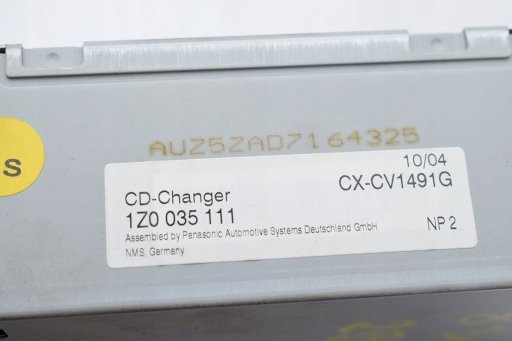 AUZ5ZAD7164325
S
10/04
CD-Changer CX-CV1491G
1Z0 035 111
Assembled by Panasonic Automotive Systems Deutschland GmbH NP 2
NMS, Germany